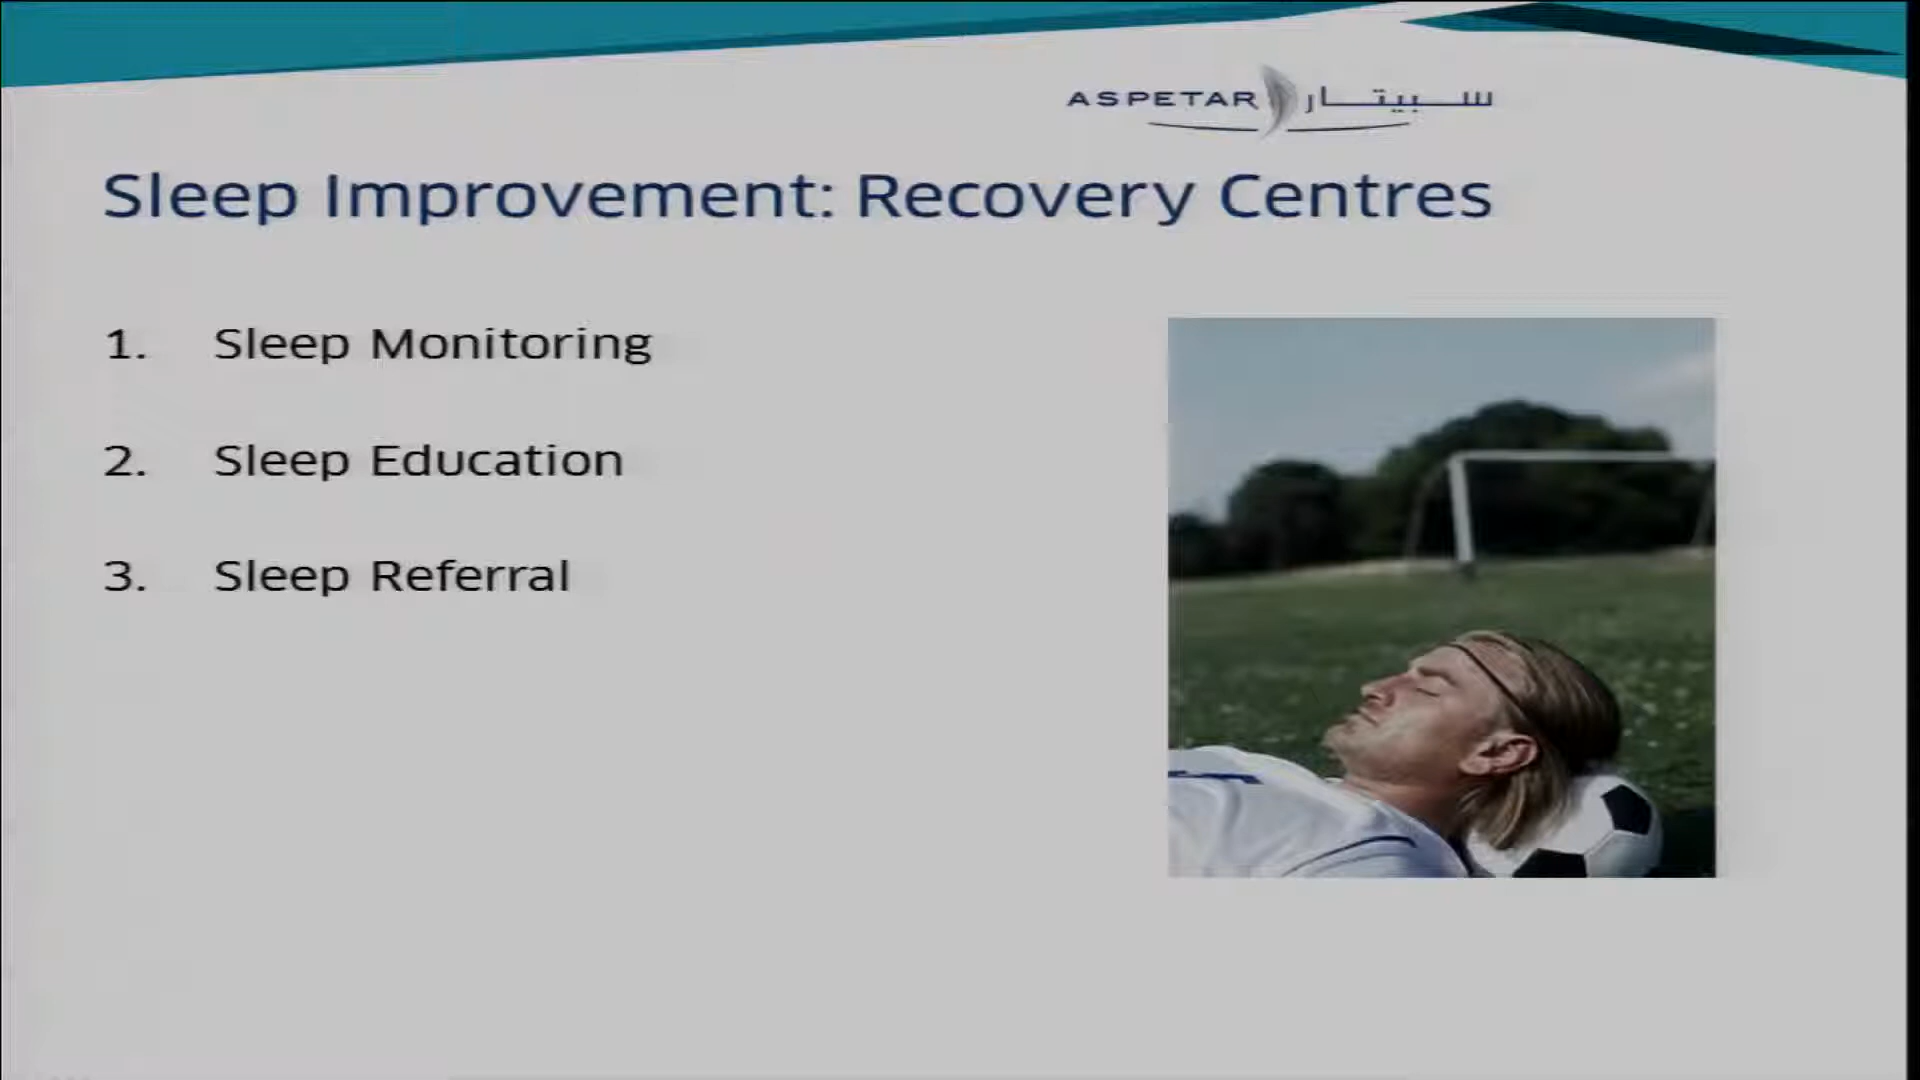 ASPETAR سبيتار
Sleep Improvement: Recovery Centres
1. Sleep Monitoring
2. Sleep Education
3. Sleep Referral